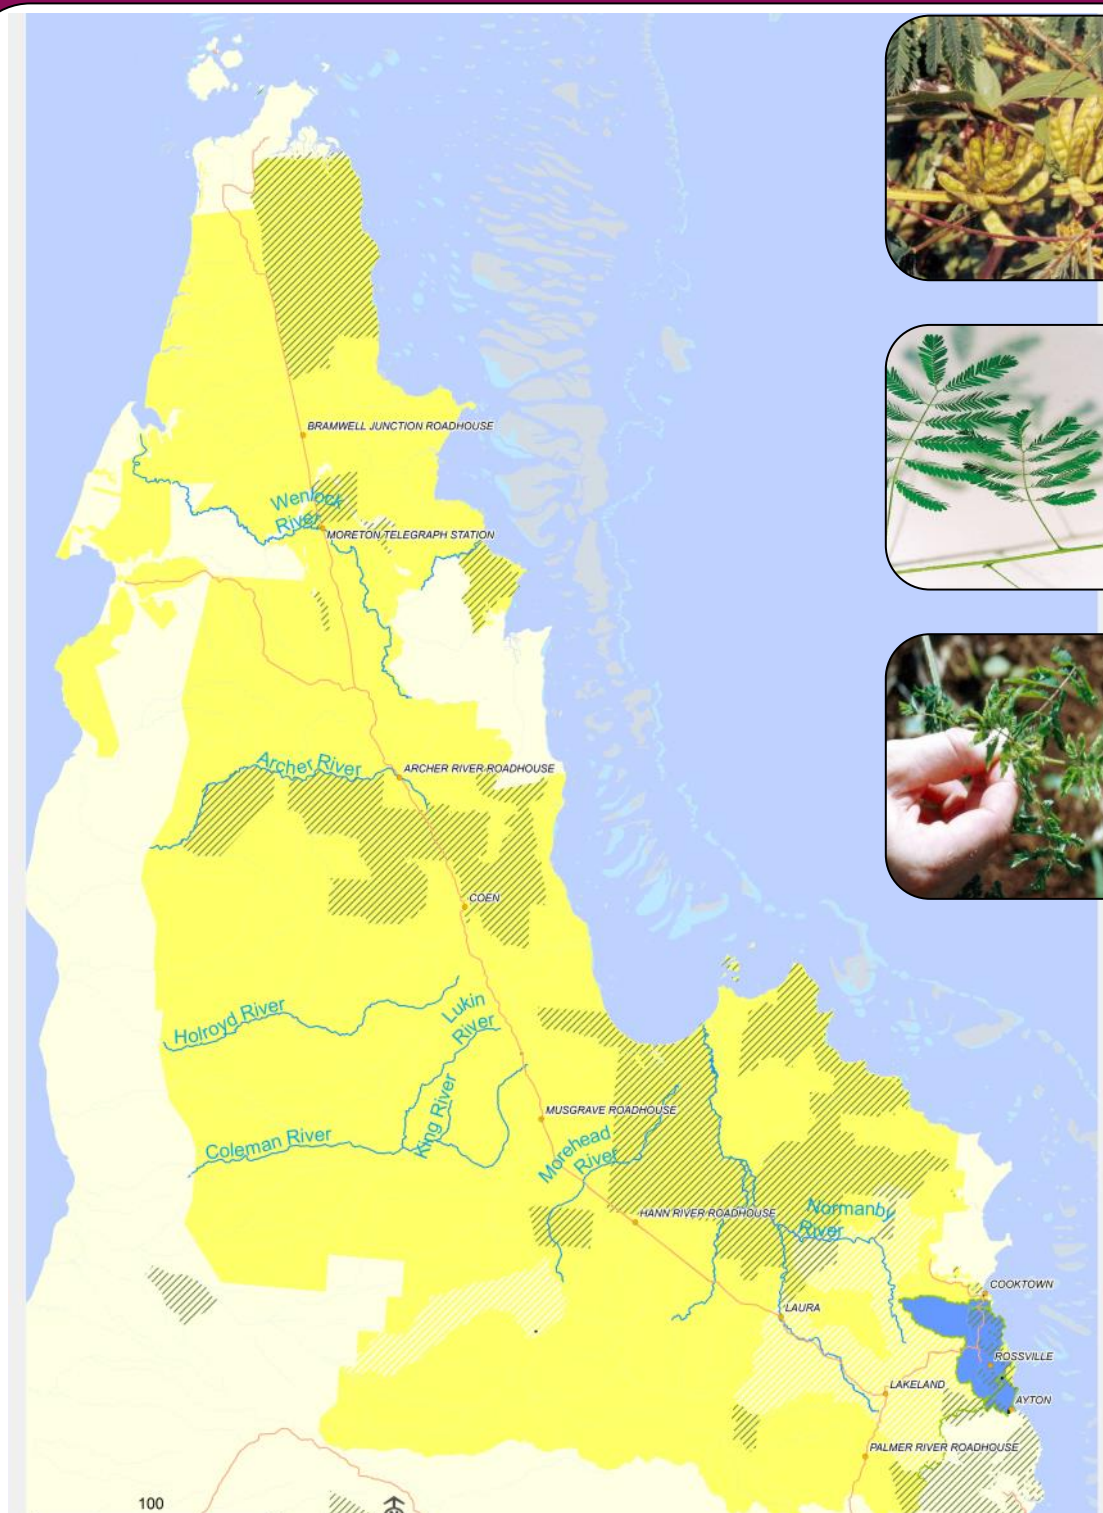 BRAMWELL JUNCTION ROADHOUSE
Wenlock
River
MORETON TELEGRAPH STATION
Archer River
ARCHER RIVER ROADHOUSE
COEN
Holroyd River
Lukin
River
King River
MUSGRAVE ROADHOUSE
Coleman River
Morehead
River
HANN RIVER ROADHOUSE
Normanby
River
COOKTOWN
LAURA
ROSSVILLE
LAKELAND
AYTON
PALMER RIVER ROADHOUSE
100